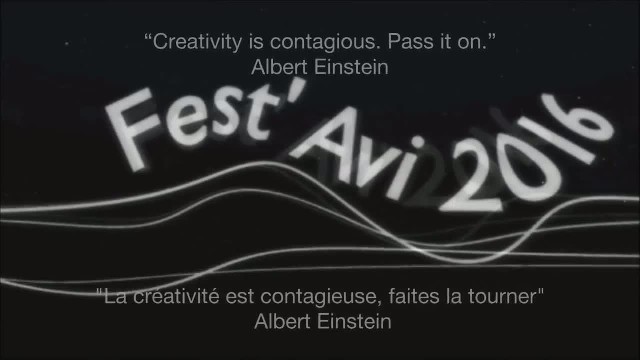 “Creativity is contagious. Pass it on.”
Albert Einstein
Fest' Avi 2016
"La créativité est contagieuse, faites la tourner"
Albert Einstein